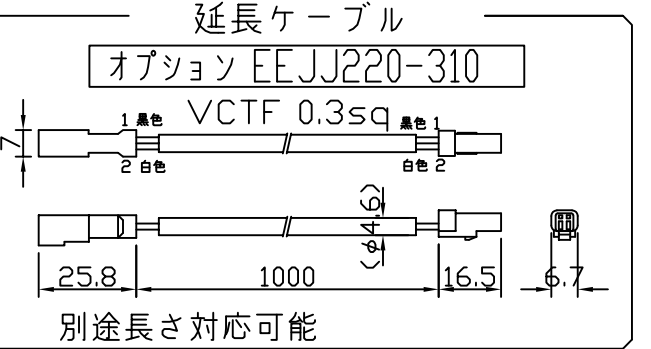 延長ケーブル
オプション EEJJ220-310
VCTF 0.3sq
1 黒色
黒色 1
7
2 白色
白色 2
(φ4.6)
25.8
1000
16.5
6.7
別途長さ対応可能